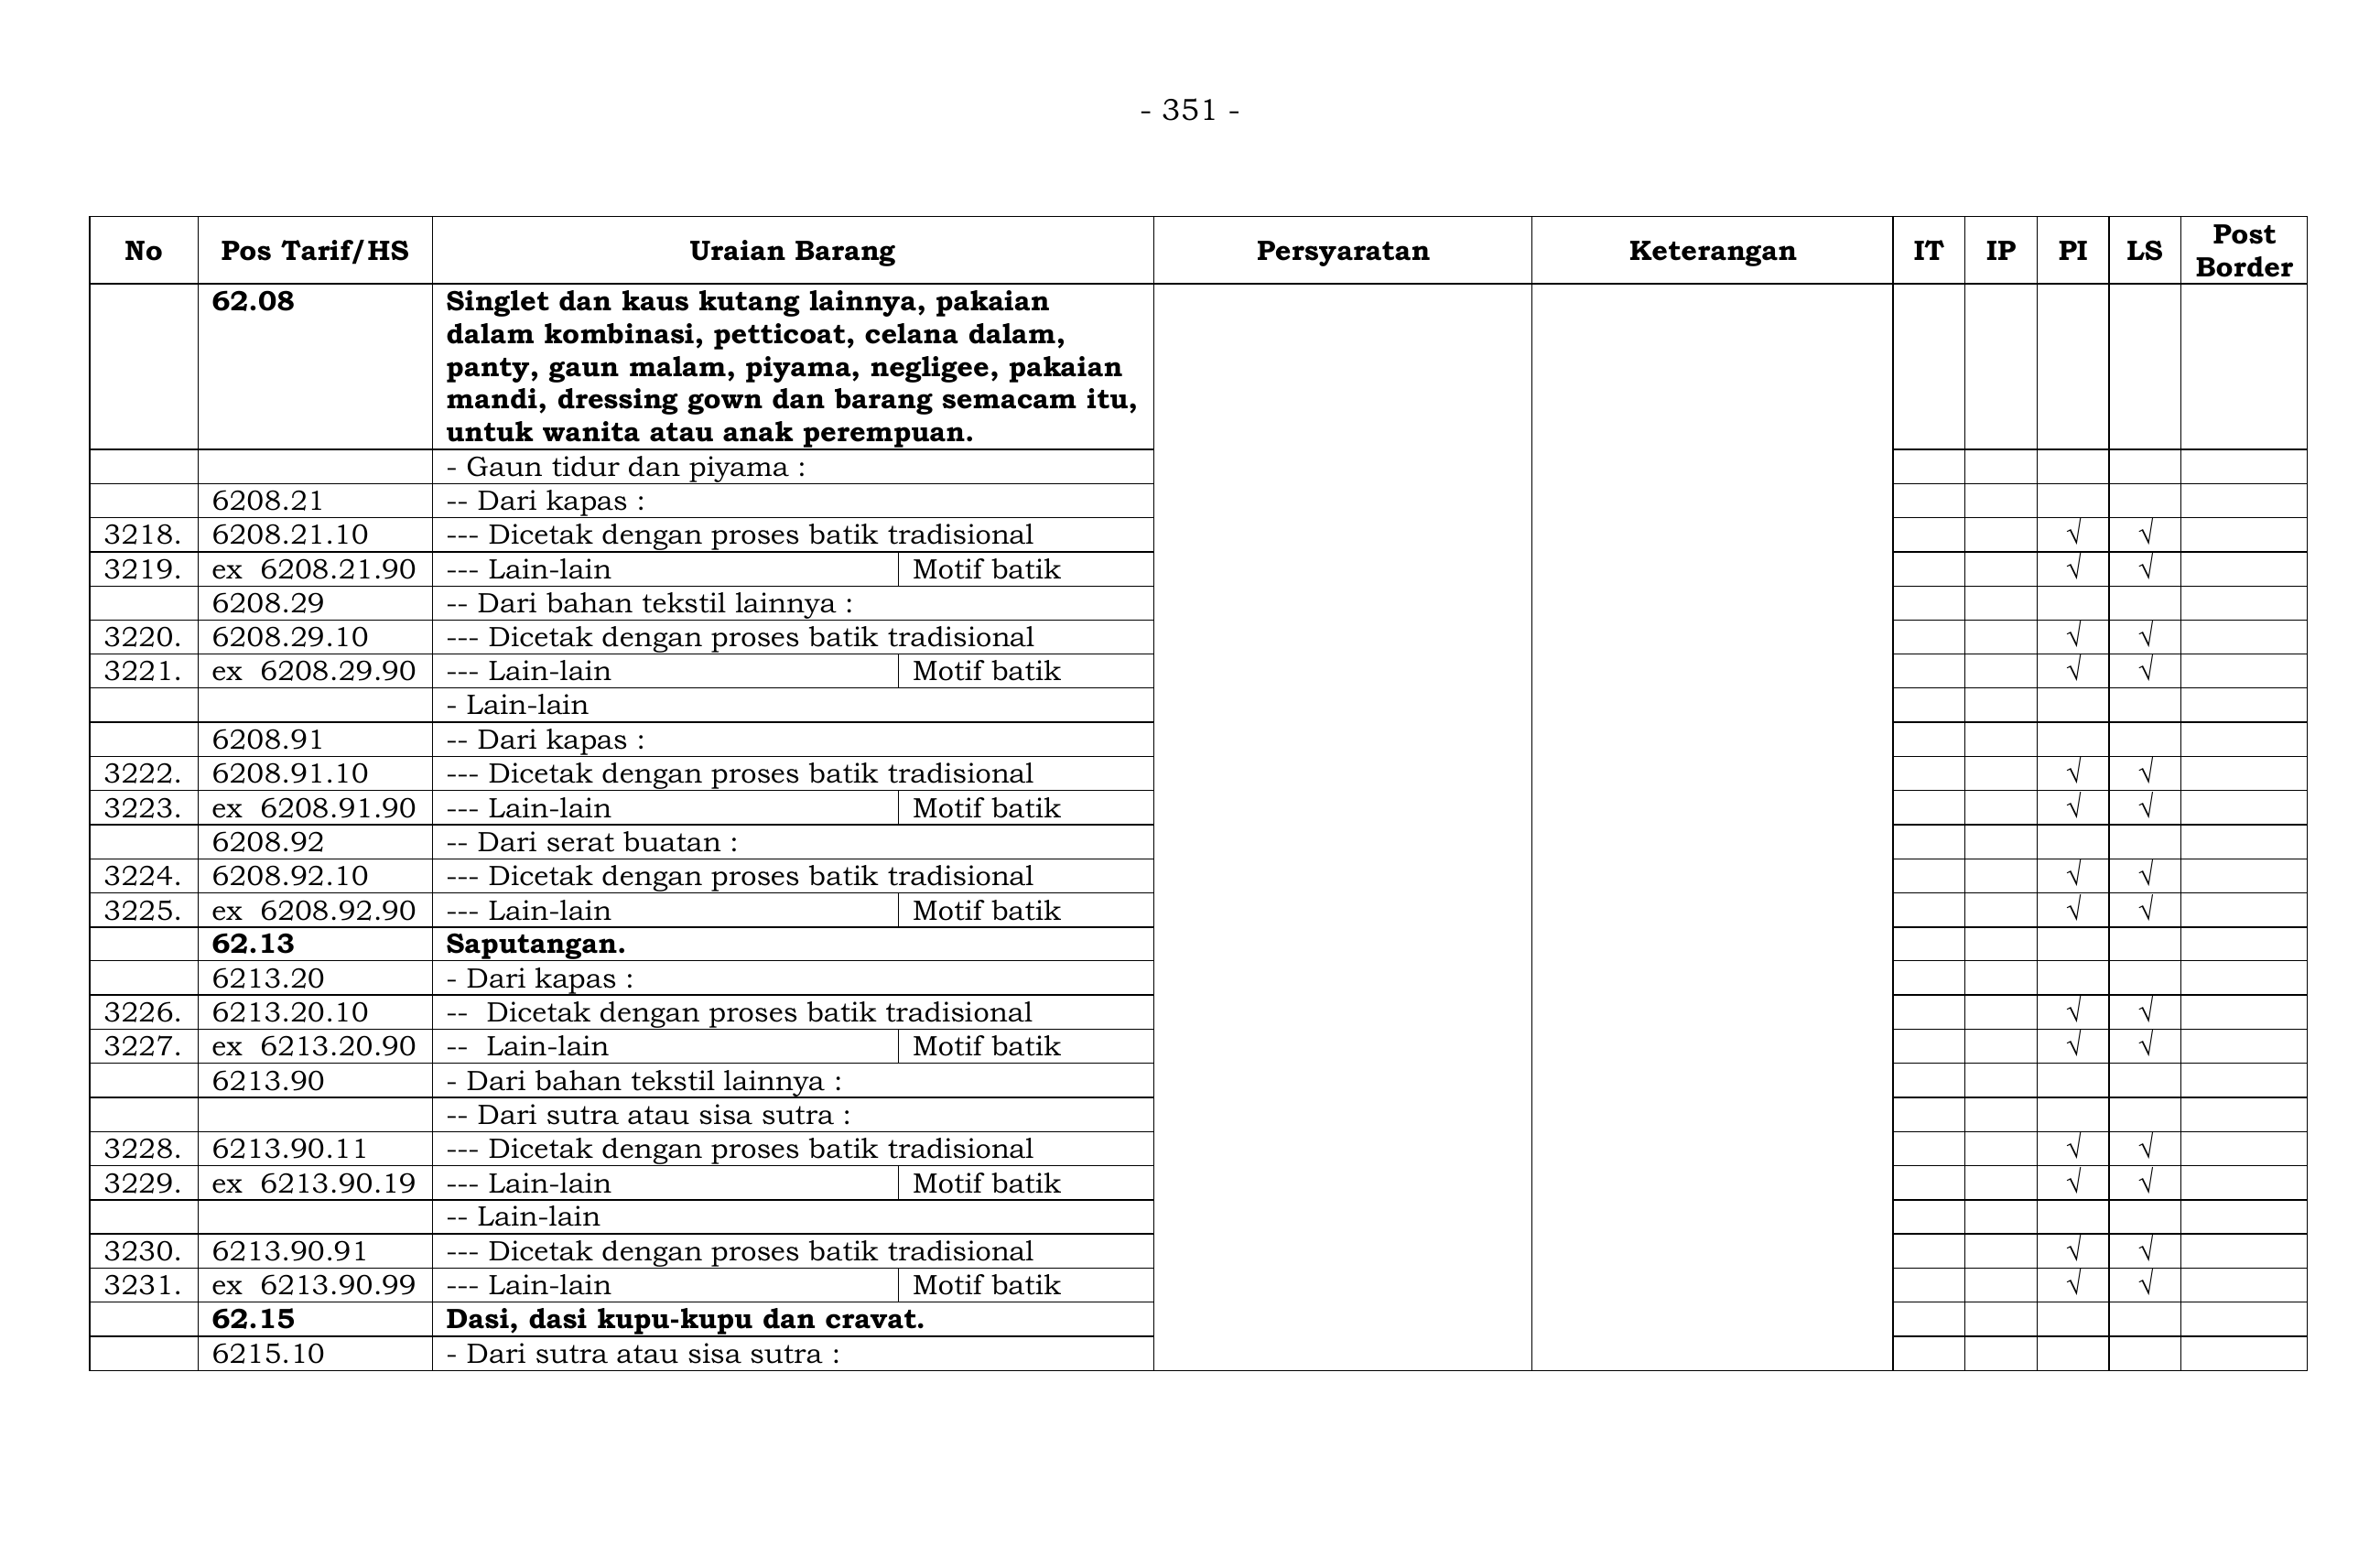 - 351 -
No Pos Tarif/HS Uraian Barang Persyaratan Keterangan IT IP PI LS Post Border
62.08 Singlet dan kaus kutang lainnya, pakaian
dalam kombinasi, petticoat, celana dalam,
panty, gaun malam, piyama, negligee, pakaian
mandi, dressing gown dan barang semacam itu,
untuk wanita atau anak perempuan.
- Gaun tidur dan piyama :
6208.21 -- Dari kapas :
3218. 6208.21.10 --- Dicetak dengan proses batik tradisional √ √
3219. ex 6208.21.90 --- Lain-lain Motif batik √ √
6208.29 -- Dari bahan tekstil lainnya :
3220. 6208.29.10 --- Dicetak dengan proses batik tradisional √ √
3221. ex 6208.29.90 --- Lain-lain Motif batik √ √
- Lain-lain
6208.91 -- Dari kapas :
3222. 6208.91.10 --- Dicetak dengan proses batik tradisional √ √
3223. ex 6208.91.90 --- Lain-lain Motif batik √ √
6208.92 -- Dari serat buatan :
3224. 6208.92.10 --- Dicetak dengan proses batik tradisional √ √
3225. ex 6208.92.90 --- Lain-lain Motif batik √ √
62.13 Saputangan.
6213.20 - Dari kapas :
3226. 6213.20.10 -- Dicetak dengan proses batik tradisional √ √
3227. ex 6213.20.90 -- Lain-lain Motif batik √ √
6213.90 - Dari bahan tekstil lainnya :
-- Dari sutra atau sisa sutra :
3228. 6213.90.11 --- Dicetak dengan proses batik tradisional √ √
3229. ex 6213.90.19 --- Lain-lain Motif batik √ √
-- Lain-lain
3230. 6213.90.91 --- Dicetak dengan proses batik tradisional √ √
3231. ex 6213.90.99 --- Lain-lain Motif batik √ √
62.15 Dasi, dasi kupu-kupu dan cravat.
6215.10 - Dari sutra atau sisa sutra :